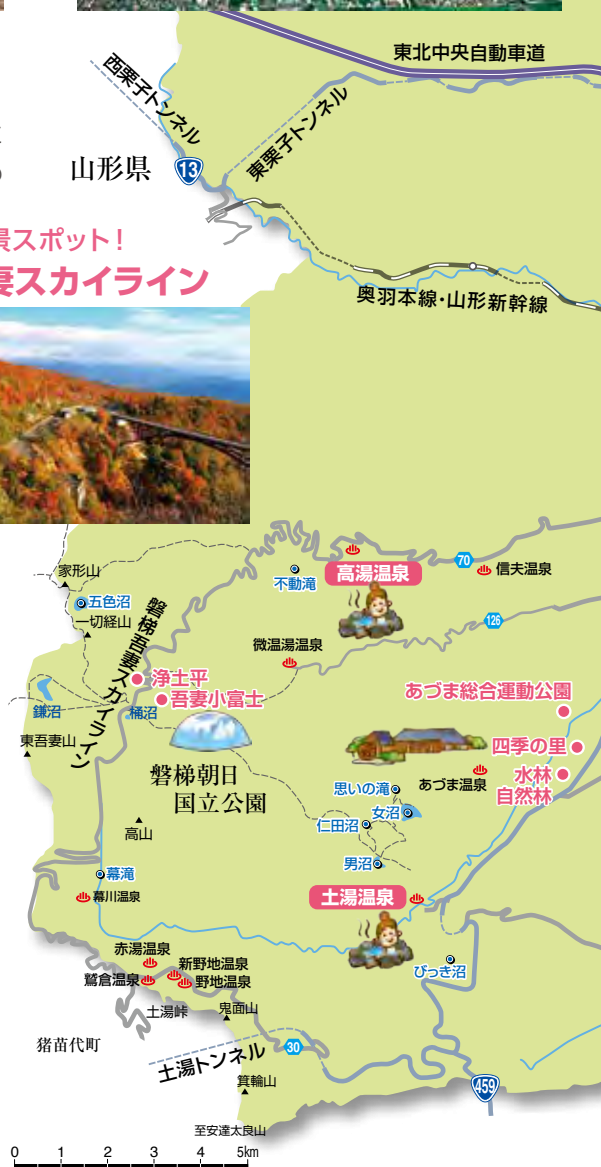 東北中央自動車道
西栗子トンネル
東栗子トンネル
山形県
13
景スポット!
妻スカイライン
奥羽本線・山形新幹線
家形山
五色沼
一切経山
磐梯吾妻スカイライン
不動滝
高湯温泉
70
信夫温泉
126
微温湯温泉
浄土平
吾妻小富士
鎌沼
桶沼
東吾妻山
あづま総合運動公園
四季の里
水林
自然林
あづま温泉
磐梯朝日
国立公園
思いの滝
女沼
仁田沼
男沼
高山
幕滝
幕川温泉
土湯温泉
赤湯温泉
新野地温泉
鷲倉温泉
野地温泉
びっき沼
土湯峠
鬼面山
猪苗代町
土湯トンネル
30
箕輪山
459
至安達太良山
0 1 2 3 4 5km